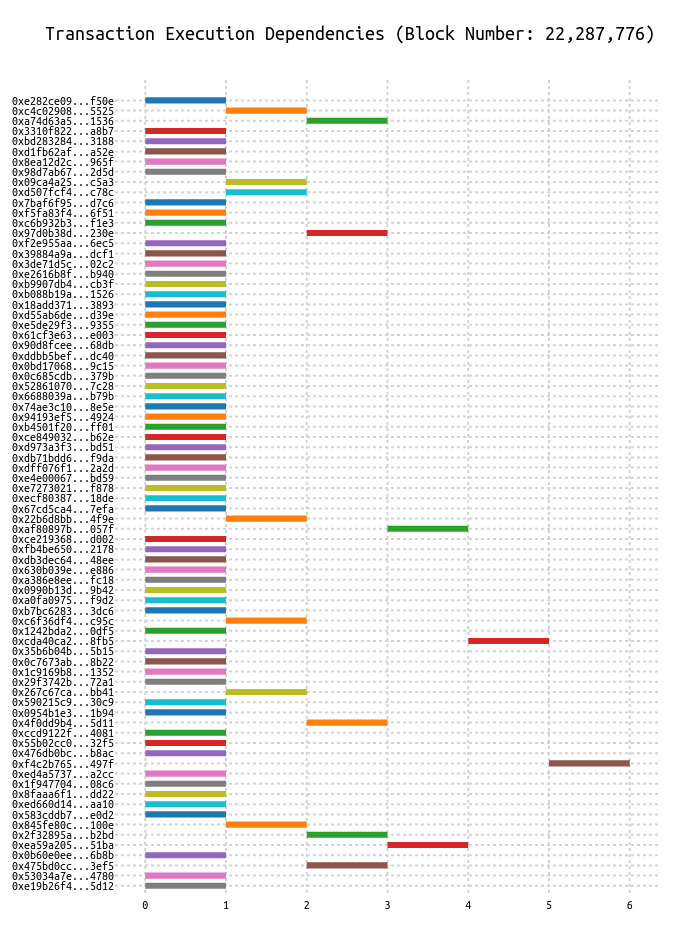 Transaction Execution Dependencies (Block Number: 22,287,776)
0xe282ce09...f50e
0xc4c02908...5525
0xa74d63a5...1536
0x3310f822...a8b7
0xbd283284...3188
0xd1fb62af...a52e
0x8ea12d2c...965f
0x98d7ab67...2d5d
0x09ca4a25...c5a3
0xd507fcf4...c78c
0x7baf6f95...d7c6
0xf5fa83f4...6f51
0xc6b932b3...f1e3
0x97d0b38d...230e
0xf2e955aa...6ec5
0x39884a9a...dcf1
0x3de71d5c...02c2
0xe2616b8f...b940
0xb9907db4...cb3f
0xb088b19a...1526
0x18add371...3893
0xd55ab6de...d39e
0xe5de29f3...9355
0x61cf3e63...e003
0x90d8fcee...68db
0xddbb5bef...dc40
0x0bd17068...9c15
0x0c685cdb...379b
0x52861070...7c28
0x6688039a...b79b
0x74ae3c10...8e5e
0x94193ef5...4924
0xb4501f20...ff01
0xce849032...b62e
0xd973a3f3...bd51
0xdb71bdd6...f9da
0xdff076f1...2a2d
0xe4e00067...bd59
0xe7273021...f878
0xecf80387...18de
0x67cd5ca4...7efa
0x22b6d8bb...4f9e
0xaf80897b...057f
0xce219368...d002
0xfb4be650...2178
0xdb3dec64...48ee
0x630b039e...e886
0xa386e8ee...fc18
0x0990b13d...9b42
0xa0fa0975...f9d2
0xb7bc6283...3dc6
0xc6f36df4...c95c
0x1242bda2...0df5
0xcda40ca2...8fb5
0x35b6b04b...5b15
0x0c7673ab...8b22
0x1c9169b8...1352
0x29f3742b...72a1
0x267c67ca...bb41
0x590215c9...30c9
0x0954b1e3...1b94
0x4f0dd9b4...5d11
0xccd9122f...4081
0x55b02cc0...32f5
0x476db0bc...b8ac
0xf4c2b765...497f
0xed4a5737...a2cc
0x1f947704...08c6
0x8faaa6f1...dd22
0xed660d14...aa10
0x583cddb7...e0d2
0x845fe80c...100e
0x2f32895a...b2bd
0xea59a205...51ba
0x0b60e0ee...6b8b
0x475bd0cc...3ef5
0x53034a7e...4780
0xe19b26f4...5d12
0 1 2 3 4 5 6